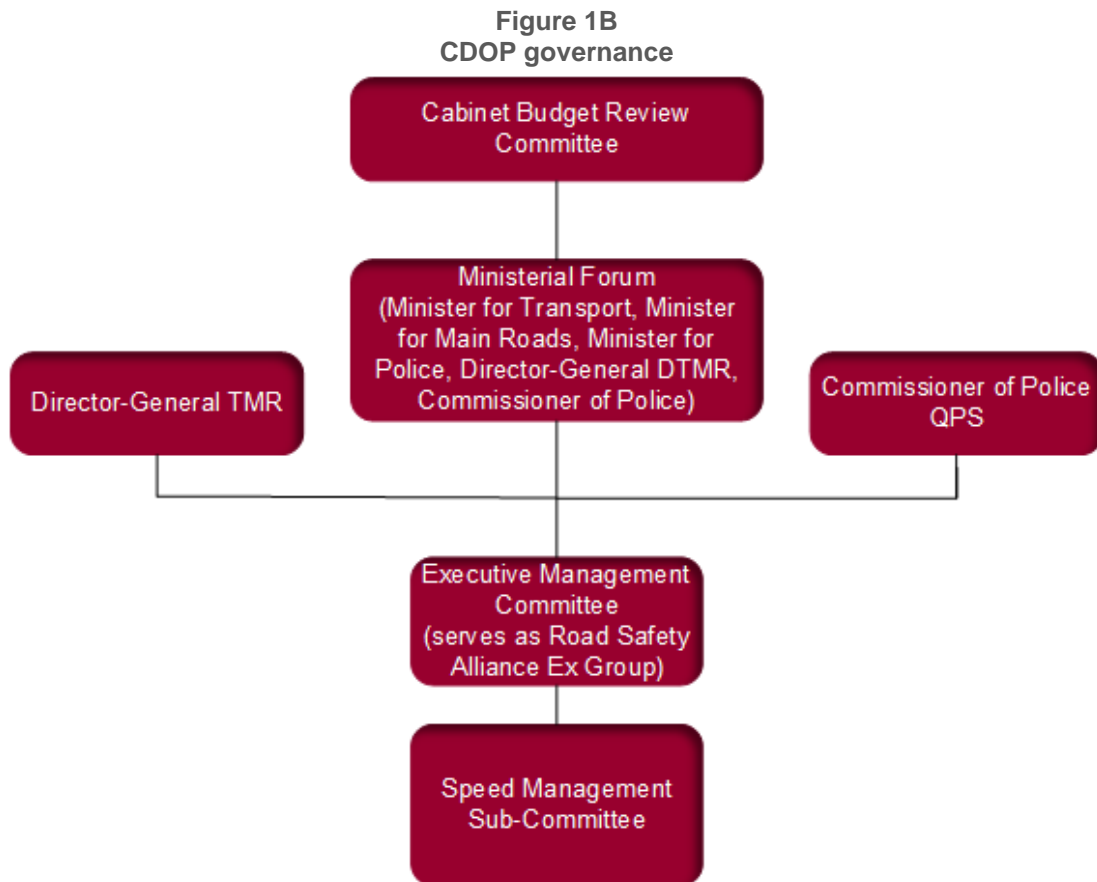 Figure 1B
CDOP governance
Cabinet Budget Review
Committee
Ministerial Forum
(Minister for Transport, Minister
for Main Roads, Minister for
Police, Director-General DTMR,
Commissioner of Police)
Director-General TMR
Commissioner of Police
QPS
Executive Management
Committee
(serves as Road Safety
Alliance Ex Group)
Speed Management
Sub-Committee